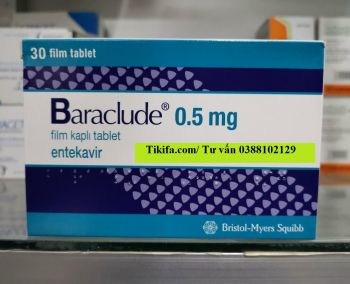 30 film tablet
Baraclude® 0.5 mg
film kaplı tablet
entekavir
Tikifa.com/ Tư vấn 0388102129
Bristol-Myers Squibb